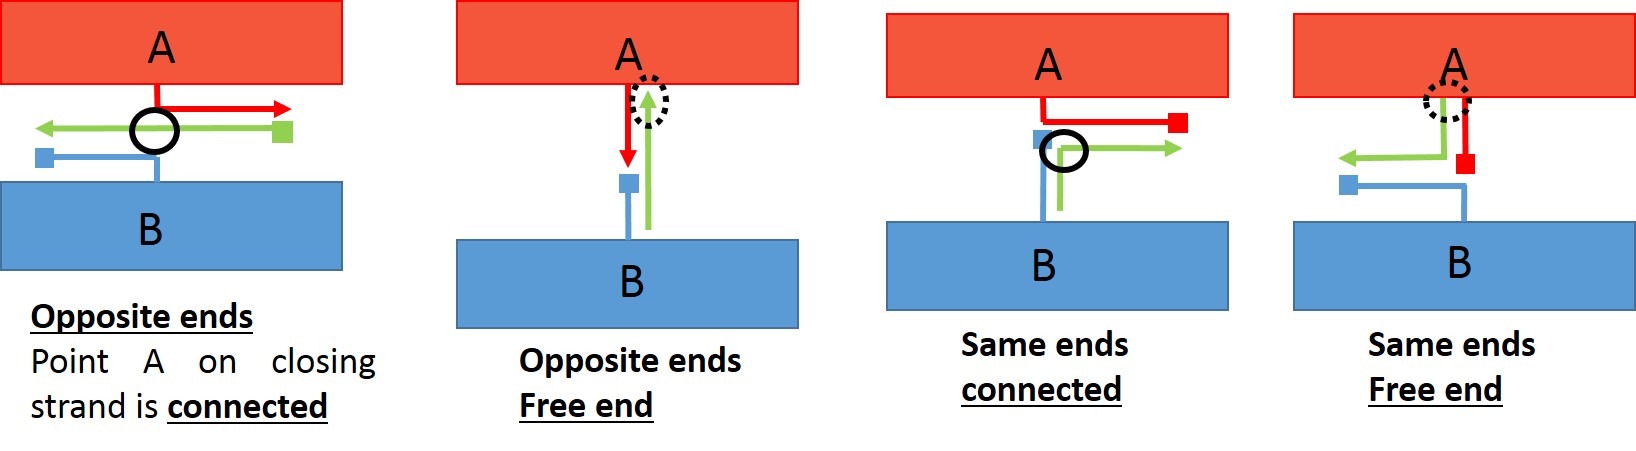 A
B
Opposite ends
Point A on closing
strand is connected
A
B
Opposite ends
Free end
A
B
Same ends
connected
A
B
Same ends
Free end